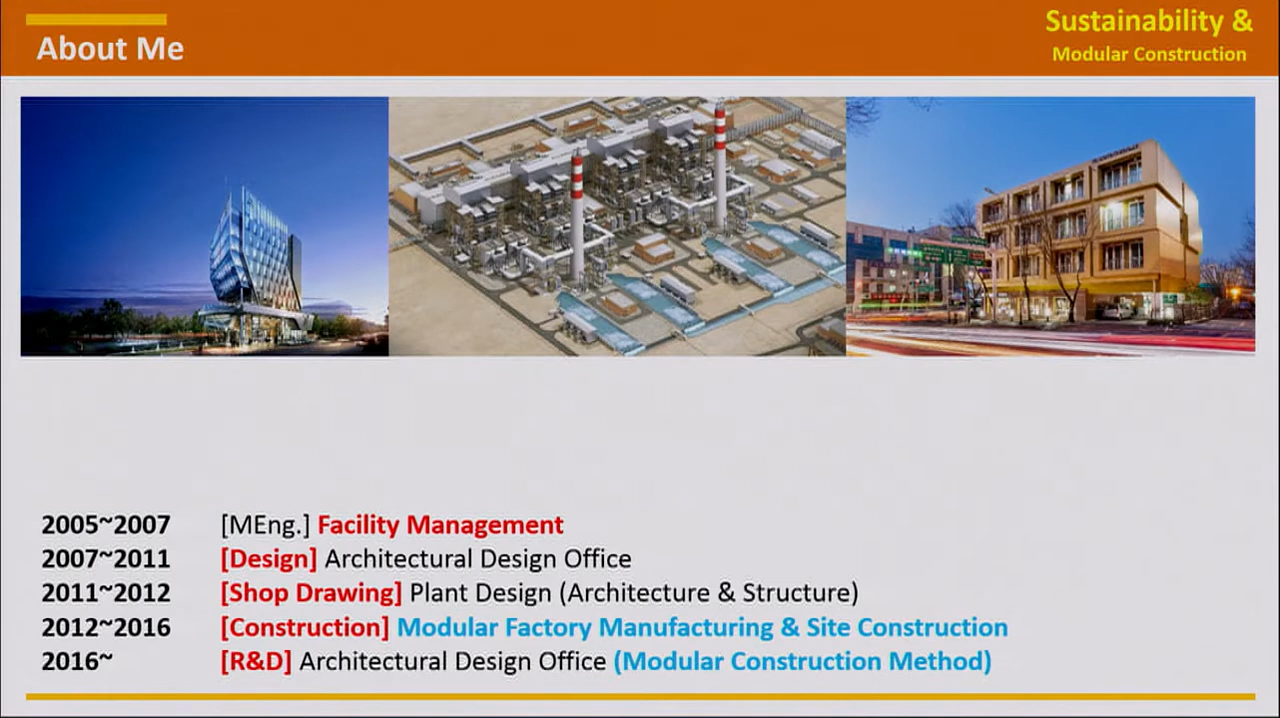 About Me
Sustainability &
Modular Construction
2005~2007 [MEng.] Facility Management
2007~2011 [Design] Architectural Design Office
2011~2012 [Shop Drawing] Plant Design (Architecture & Structure)
2012~2016 [Construction] Modular Factory Manufacturing & Site Construction
2016~ [R&D] Architectural Design Office (Modular Construction Method)